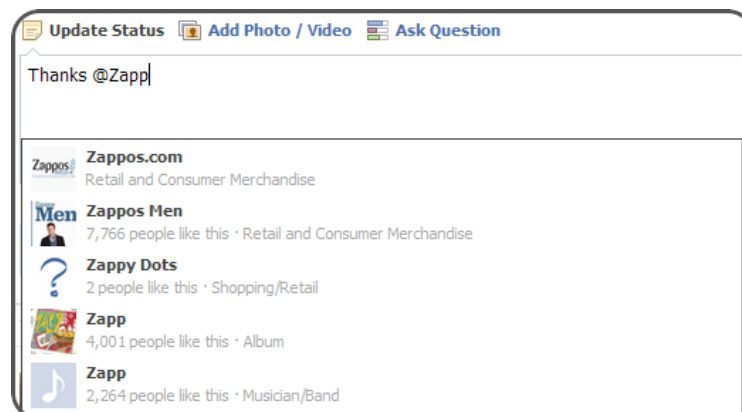 Update Status Add Photo / Video Ask Question
Thanks @Zapp
Zappos
Zappos.com
Retail and Consumer Merchandise
Men
Zappos Men
7,766 people like this · Retail and Consumer Merchandise
?
Zappy Dots
2 people like this · Shopping/Retail
Zapp
4,001 people like this · Album
Zapp
2,264 people like this · Musician/Band